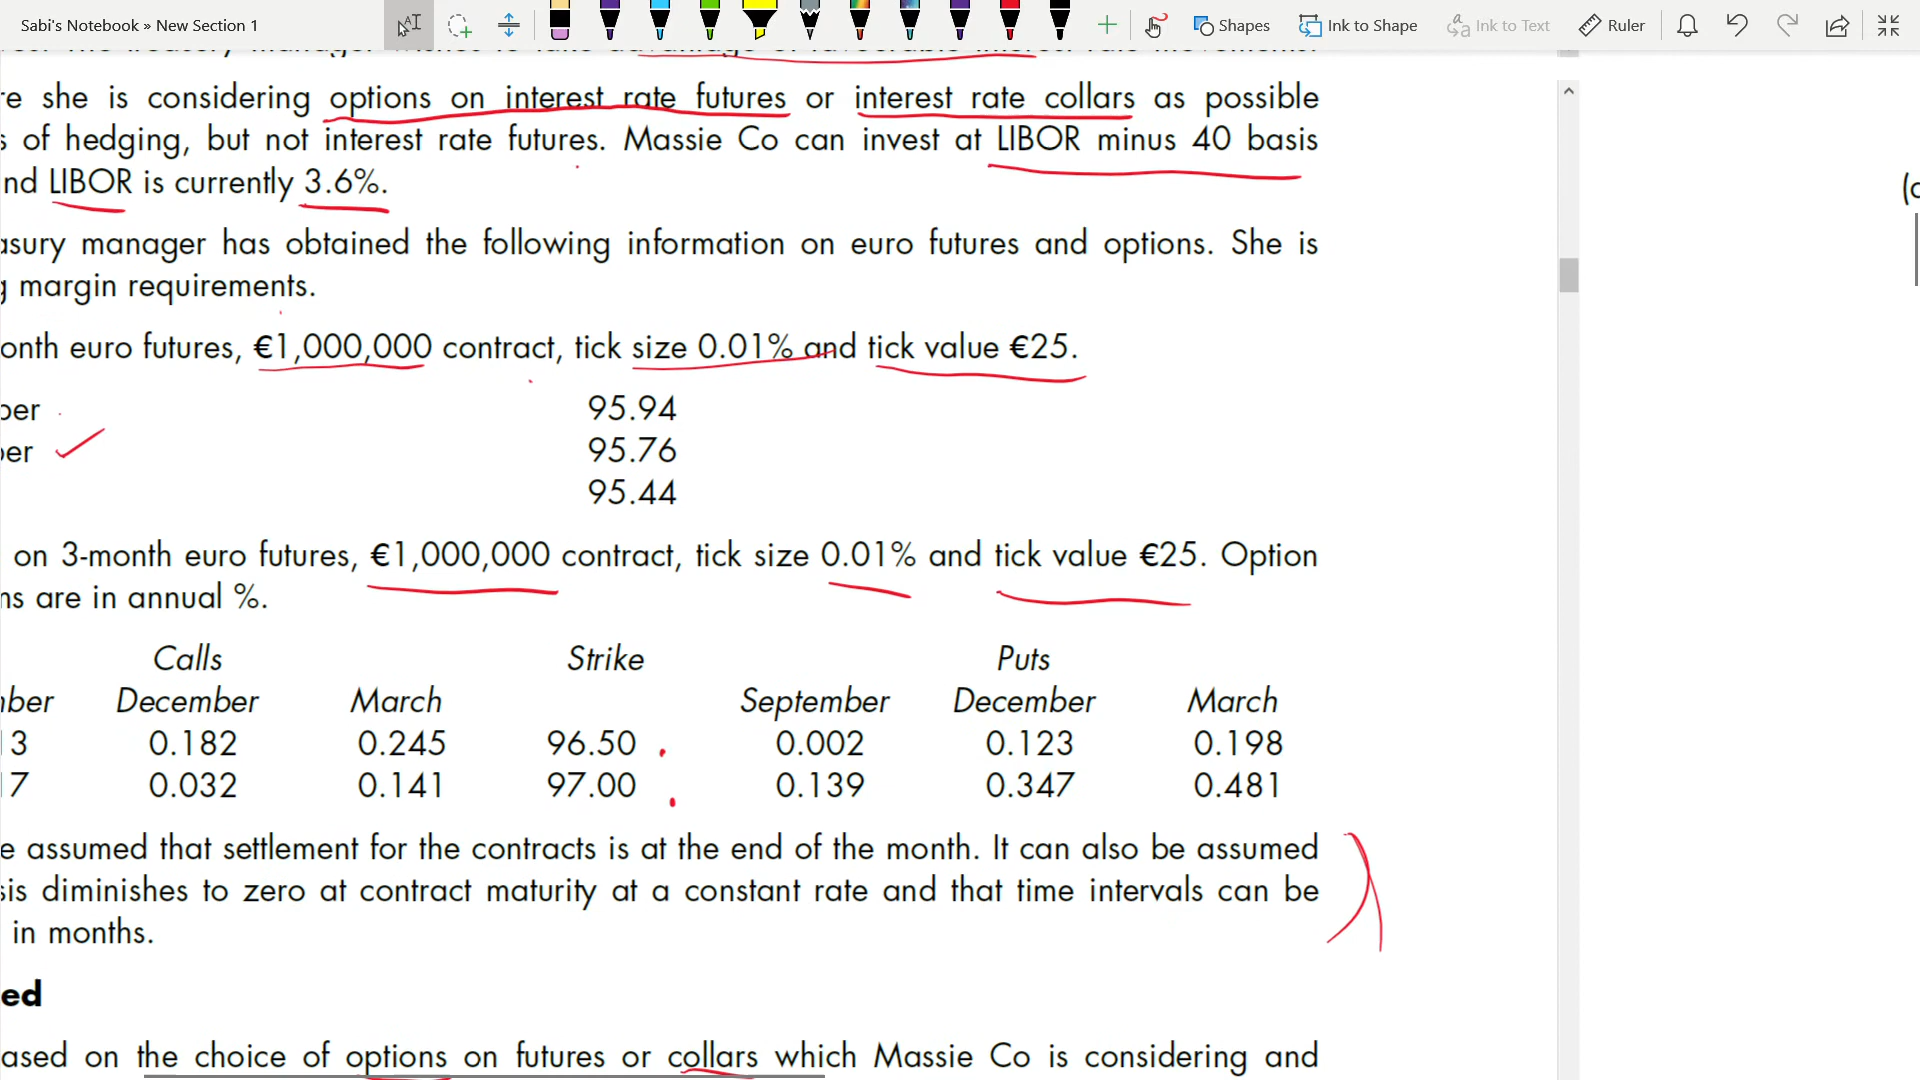 Sabi's Notebook » New Section 1
Shapes
Ink to Shape
Ink to Text
Ruler
re she is considering options on interest rate futures or interest rate collars as possible
s of hedging, but not interest rate futures. Massie Co can invest at LIBOR minus 40 basis
nd LIBOR is currently 3.6%.
asury manager has obtained the following information on euro futures and options. She is
g margin requirements.
onth euro futures, €1,000,000 contract, tick size 0.01% and tick value €25.
ber 95.94
er 95.76
95.44
on 3-month euro futures, €1,000,000 contract, tick size 0.01% and tick value €25. Option
ns are in annual %.
Calls Strike Puts
nber December March September December March
13 0.182 0.245 96.50 0.002 0.123 0.198
17 0.032 0.141 97.00 0.139 0.347 0.481
e assumed that settlement for the contracts is at the end of the month. It can also be assumed
sis diminishes to zero at contract maturity at a constant rate and that time intervals can be
in months.
ed
ased on the choice of options on futures or collars which Massie Co is considering and